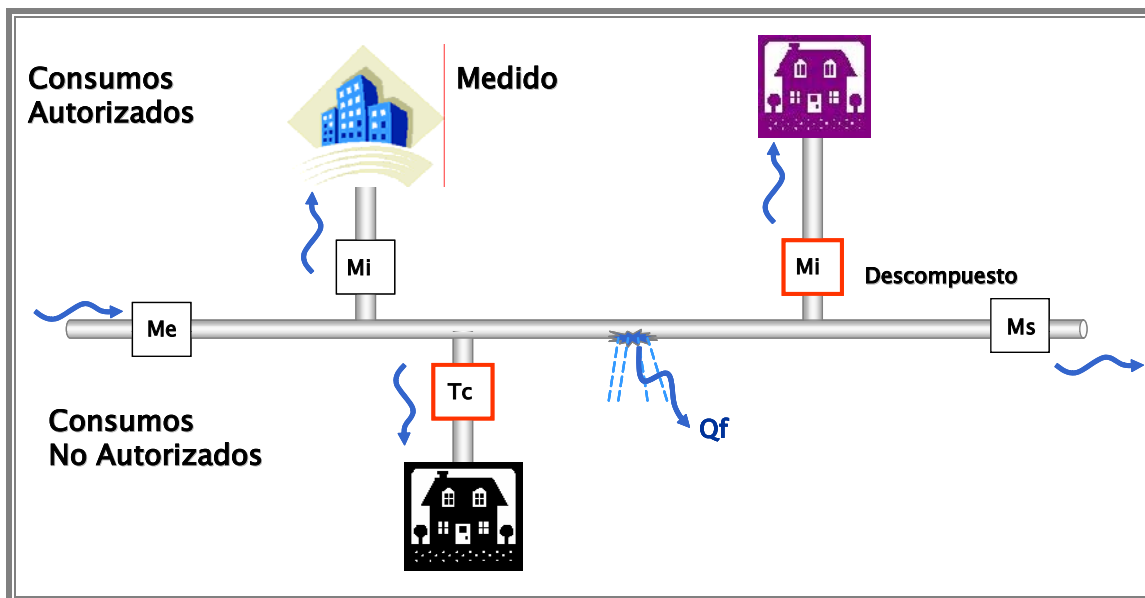 Consumos
Autorizados
Medido
Mi
Mi
Descompuesto
Me
Ms
Tc
Consumos
No Autorizados
Qf